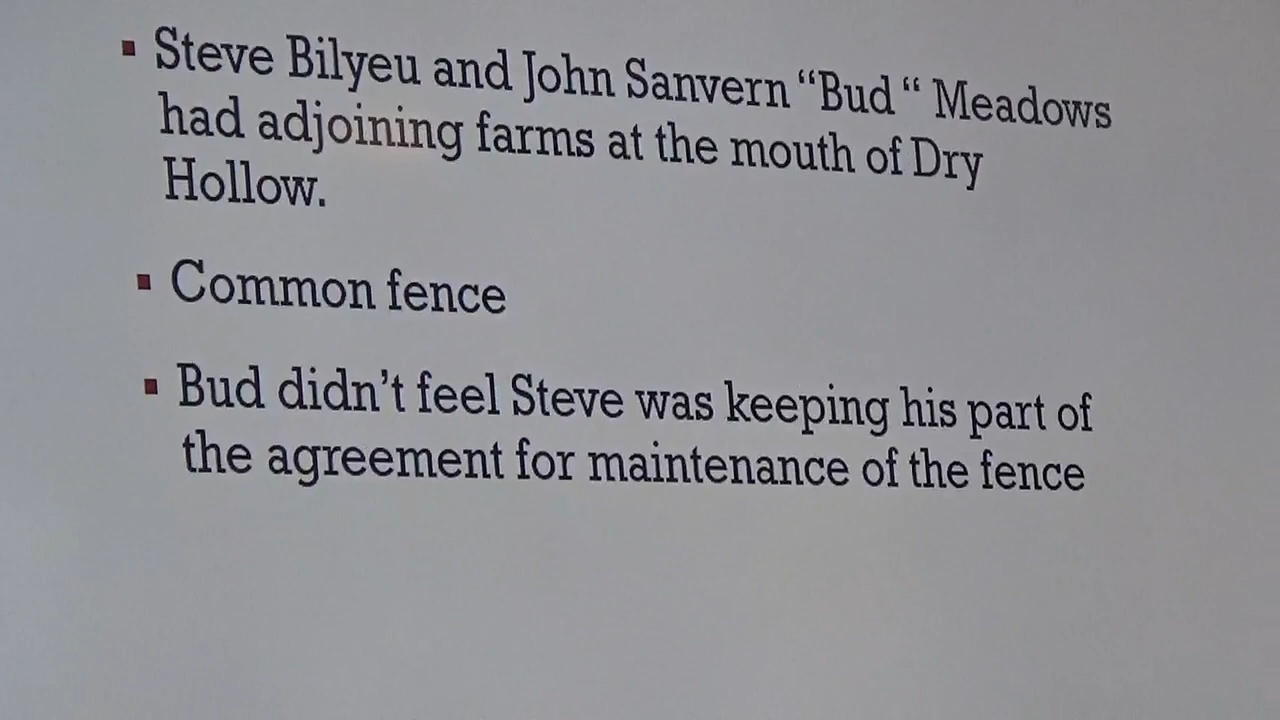 ▪ Steve Bilyeu and John Sanvern “Bud “ Meadows
had adjoining farms at the mouth of Dry
Hollow.
▪ Common fence
▪ Bud didn’t feel Steve was keeping his part of
the agreement for maintenance of the fence